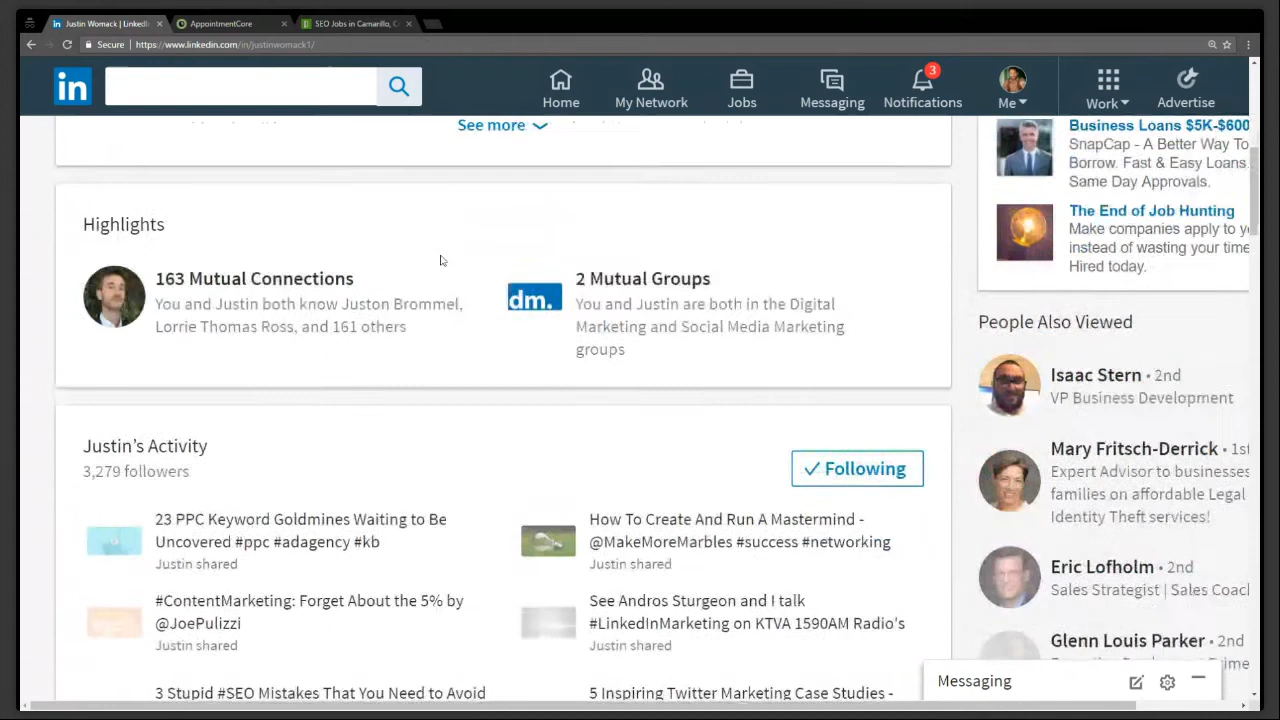 Justin Womack | LinkedIn
AppointmentCore
SEO Jobs in Camarillo, C
Secure
https://www.linkedin.com/in/justinwomack1/
in
Home
My Network
Jobs
Messaging
3
Notifications
Me
Work
Advertise
See more
Highlights
163 Mutual Connections
You and Justin both know Juston Brommel,
Lorrie Thomas Ross, and 161 others
dm.
2 Mutual Groups
You and Justin are both in the Digital
Marketing and Social Media Marketing
groups
Justin's Activity
3,279 followers
Following
23 PPC Keyword Goldmines Waiting to Be
Uncovered #ppc #adagency #kb
Justin shared
How To Create And Run A Mastermind -
@MakeMoreMarbles #success #networking
Justin shared
#ContentMarketing: Forget About the 5% by
@JoePulizzi
Justin shared
See Andros Sturgeon and I talk
#LinkedInMarketing on KTVA 1590AM Radio's
Justin shared
3 Stupid #SEO Mistakes That You Need to Avoid
5 Inspiring Twitter Marketing Case Studies -
Business Loans $5K-$600
SnapCap - A Better Way To
Borrow. Fast & Easy Loans.
Same Day Approvals.
The End of Job Hunting
Make companies apply to y
instead of wasting your time
Hired today.
People Also Viewed
Isaac Stern • 2nd
VP Business Development
Mary Fritsch-Derrick • 1st
Expert Advisor to businesses
families on affordable Legal
Identity Theft services!
Eric Lofholm • 2nd
Sales Strategist | Sales Coach
Glenn Louis Parker • 2nd
Messaging